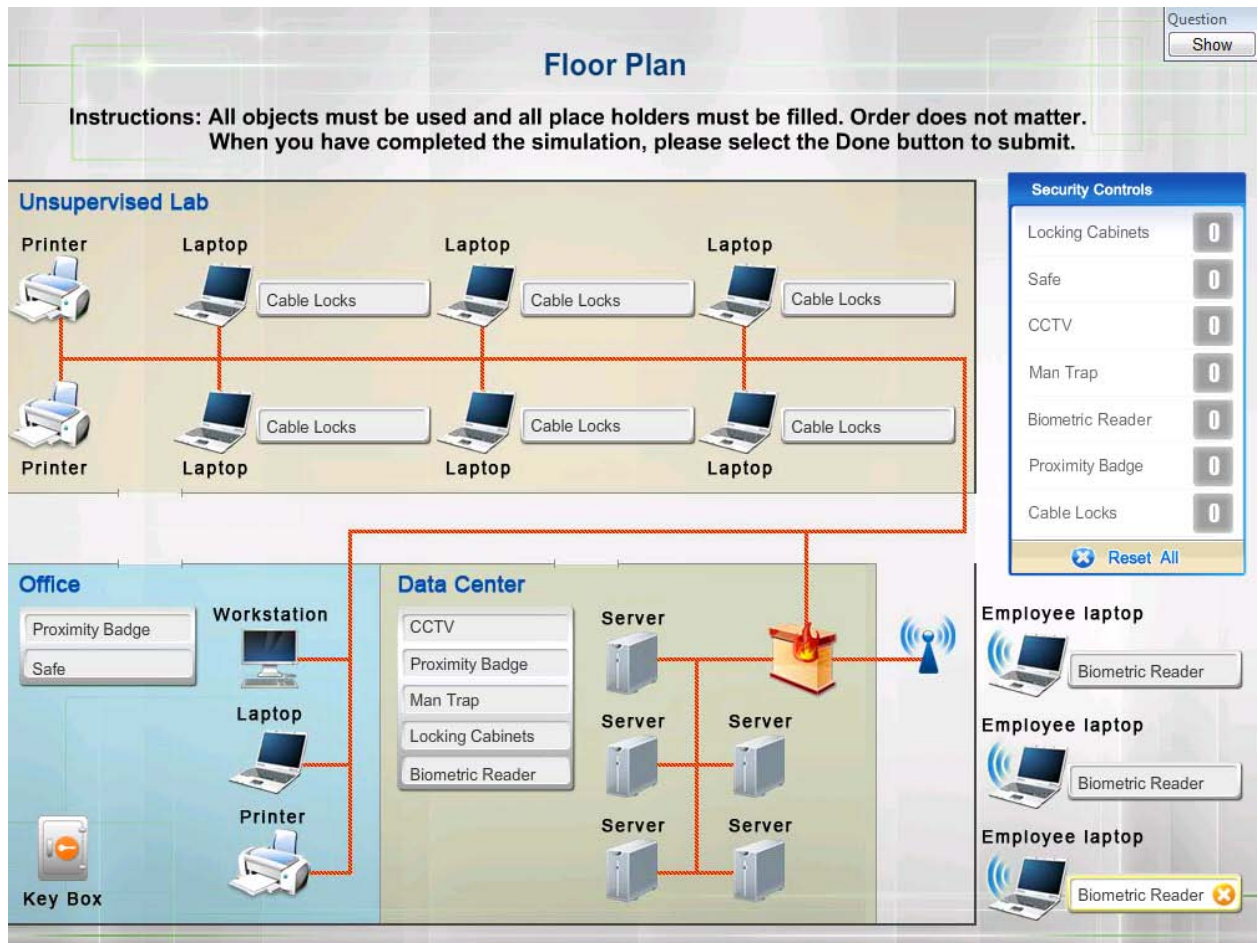 Question
Show
Floor Plan
Instructions: All objects must be used and all place holders must be filled. Order does not matter.
When you have completed the simulation, please select the Done button to submit.
Unsupervised Lab
Printer
Laptop
Laptop
Laptop
Cable Locks
Cable Locks
Cable Locks
Cable Locks
Cable Locks
Cable Locks
Printer
Laptop
Laptop
Laptop
Security Controls
Locking Cabinets 0
Safe 0
CCTV 0
Man Trap 0
Biometric Reader 0
Proximity Badge 0
Cable Locks 0
Reset All
Office
Proximity Badge
Safe
Workstation
Laptop
Printer
Key Box
Data Center
CCTV
Proximity Badge
Man Trap
Locking Cabinets
Biometric Reader
Server
Server
Server
Server
Server
Employee laptop
Biometric Reader
Employee laptop
Biometric Reader
Employee laptop
Biometric Reader